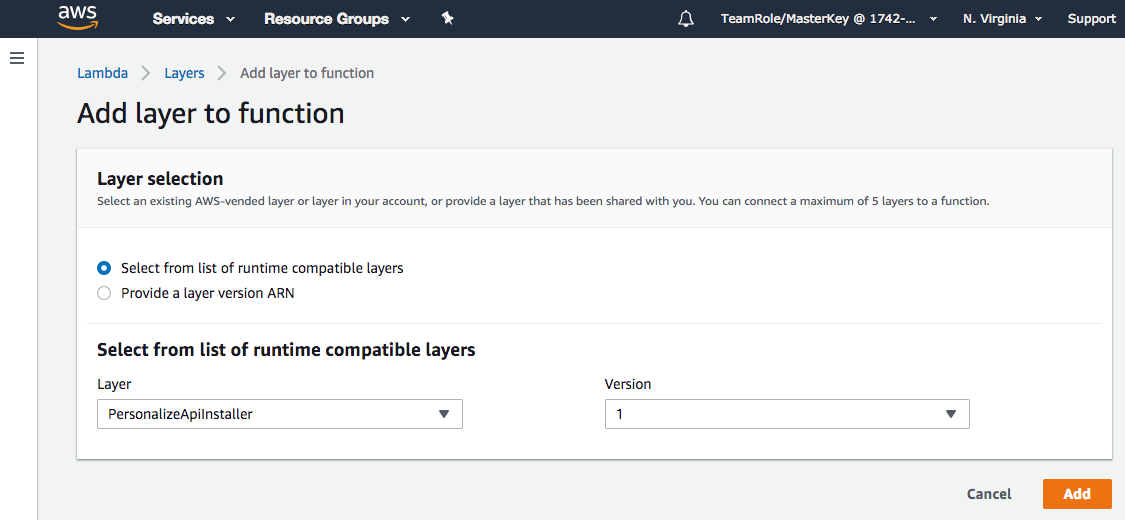 aws Services Resource Groups TeamRole/MasterKey @ 1742-... N. Virginia Support
Lambda Layers Add layer to function
Add layer to function
Layer selection
Select an existing AWS-vended layer or layer in your account, or provide a layer that has been shared with you. You can connect a maximum of 5 layers to a function.
Select from list of runtime compatible layers
Provide a layer version ARN
Select from list of runtime compatible layers
Layer Version
PersonalizeApiInstaller 1
Cancel Add